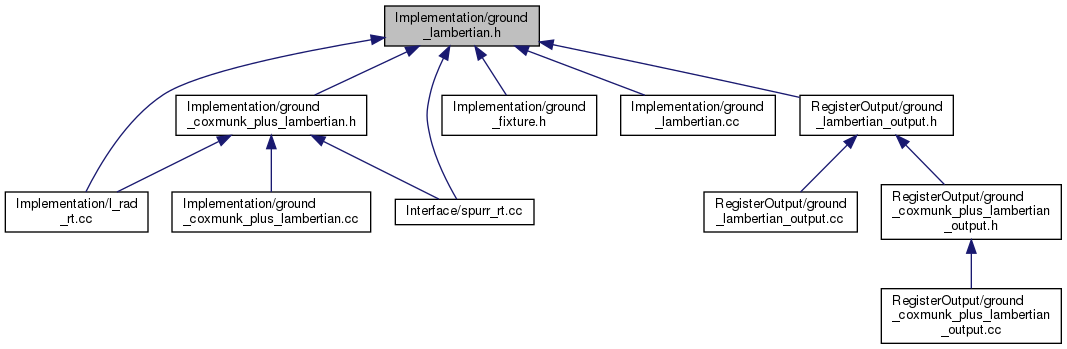 Implementation/ground
_lambertian.h
Implementation/ground
_coxmunk_plus_lambertian.h
Implementation/ground
_fixture.h
Implementation/ground
_lambertian.cc
RegisterOutput/ground
_lambertian_output.h
Implementation/l_rad
_rt.cc
Implementation/ground
_coxmunk_plus_lambertian.cc
Interface/spurr_rt.cc
RegisterOutput/ground
_lambertian_output.cc
RegisterOutput/ground
_coxmunk_plus_lambertian
_output.h
RegisterOutput/ground
_coxmunk_plus_lambertian
_output.cc